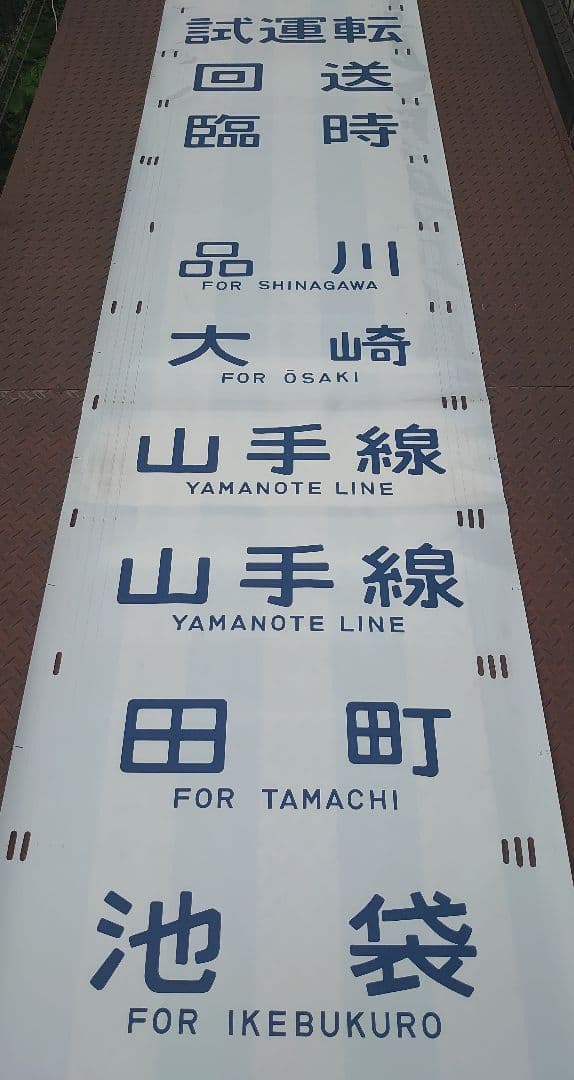 試運転
回送
臨時
品川
FOR SHINAGAWA
大崎
FOR ŌSAKI
山手線
YAMANOTE LINE
山手線
YAMANOTE LINE
田町
FOR TAMACHI
池袋
FOR IKEBUKURO